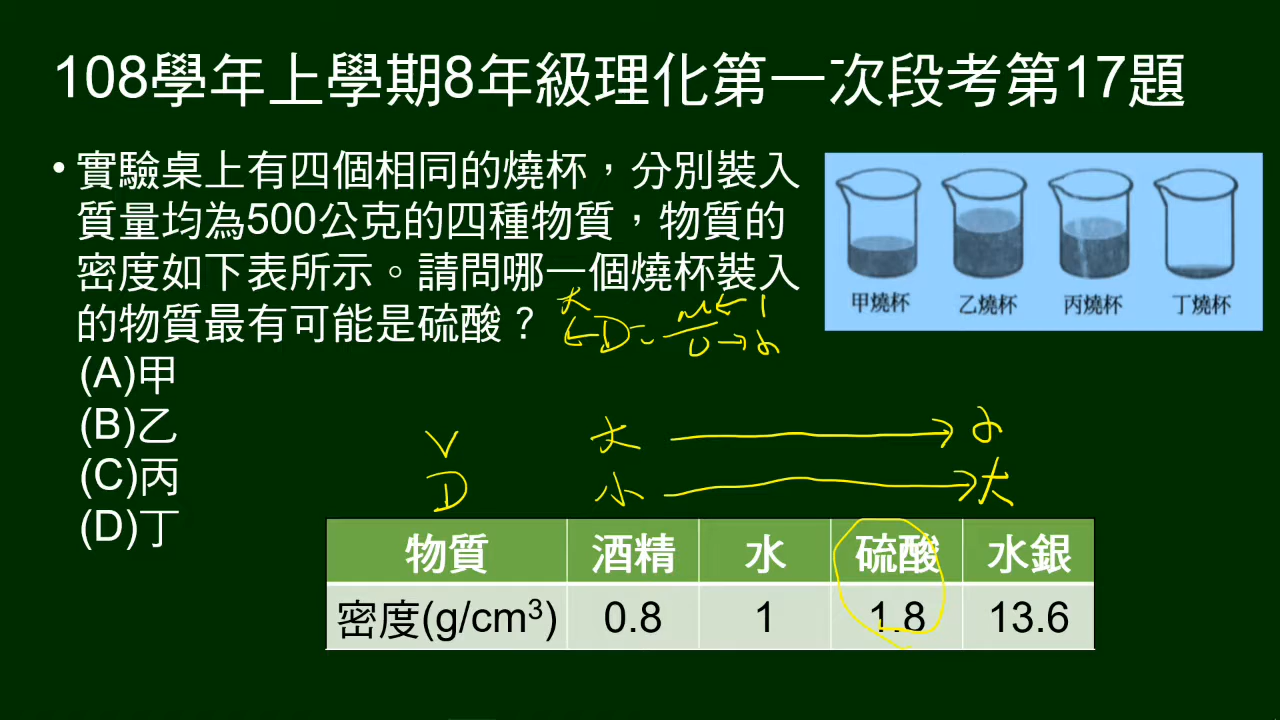 108學年上學期8年級理化第一次段考第17題
• 實驗桌上有四個相同的燒杯，分別裝入
質量均為500公克的四種物質，物質的
密度如下表所示。請問哪一個燒杯裝入
的物質最有可能是硫酸？
(A)甲
(B)乙
(C)丙
(D)丁
甲燒杯 乙燒杯 丙燒杯 丁燒杯
大
←D=
M←1
V→小
V 大 → 小
D 小 → 大
物質 酒精 水 硫酸 水銀
密度(g/cm³) 0.8 1 1.8 13.6